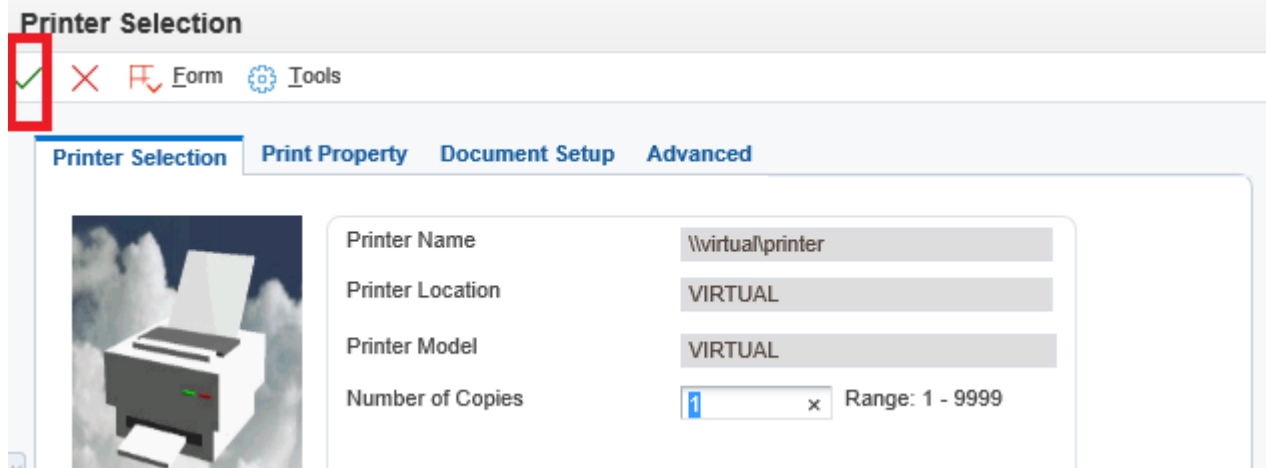 Printer Selection
Form Tools
Printer Selection Print Property Document Setup Advanced
Printer Name \\virtual\printer
Printer Location VIRTUAL
Printer Model VIRTUAL
Number of Copies 1 × Range: 1 - 9999